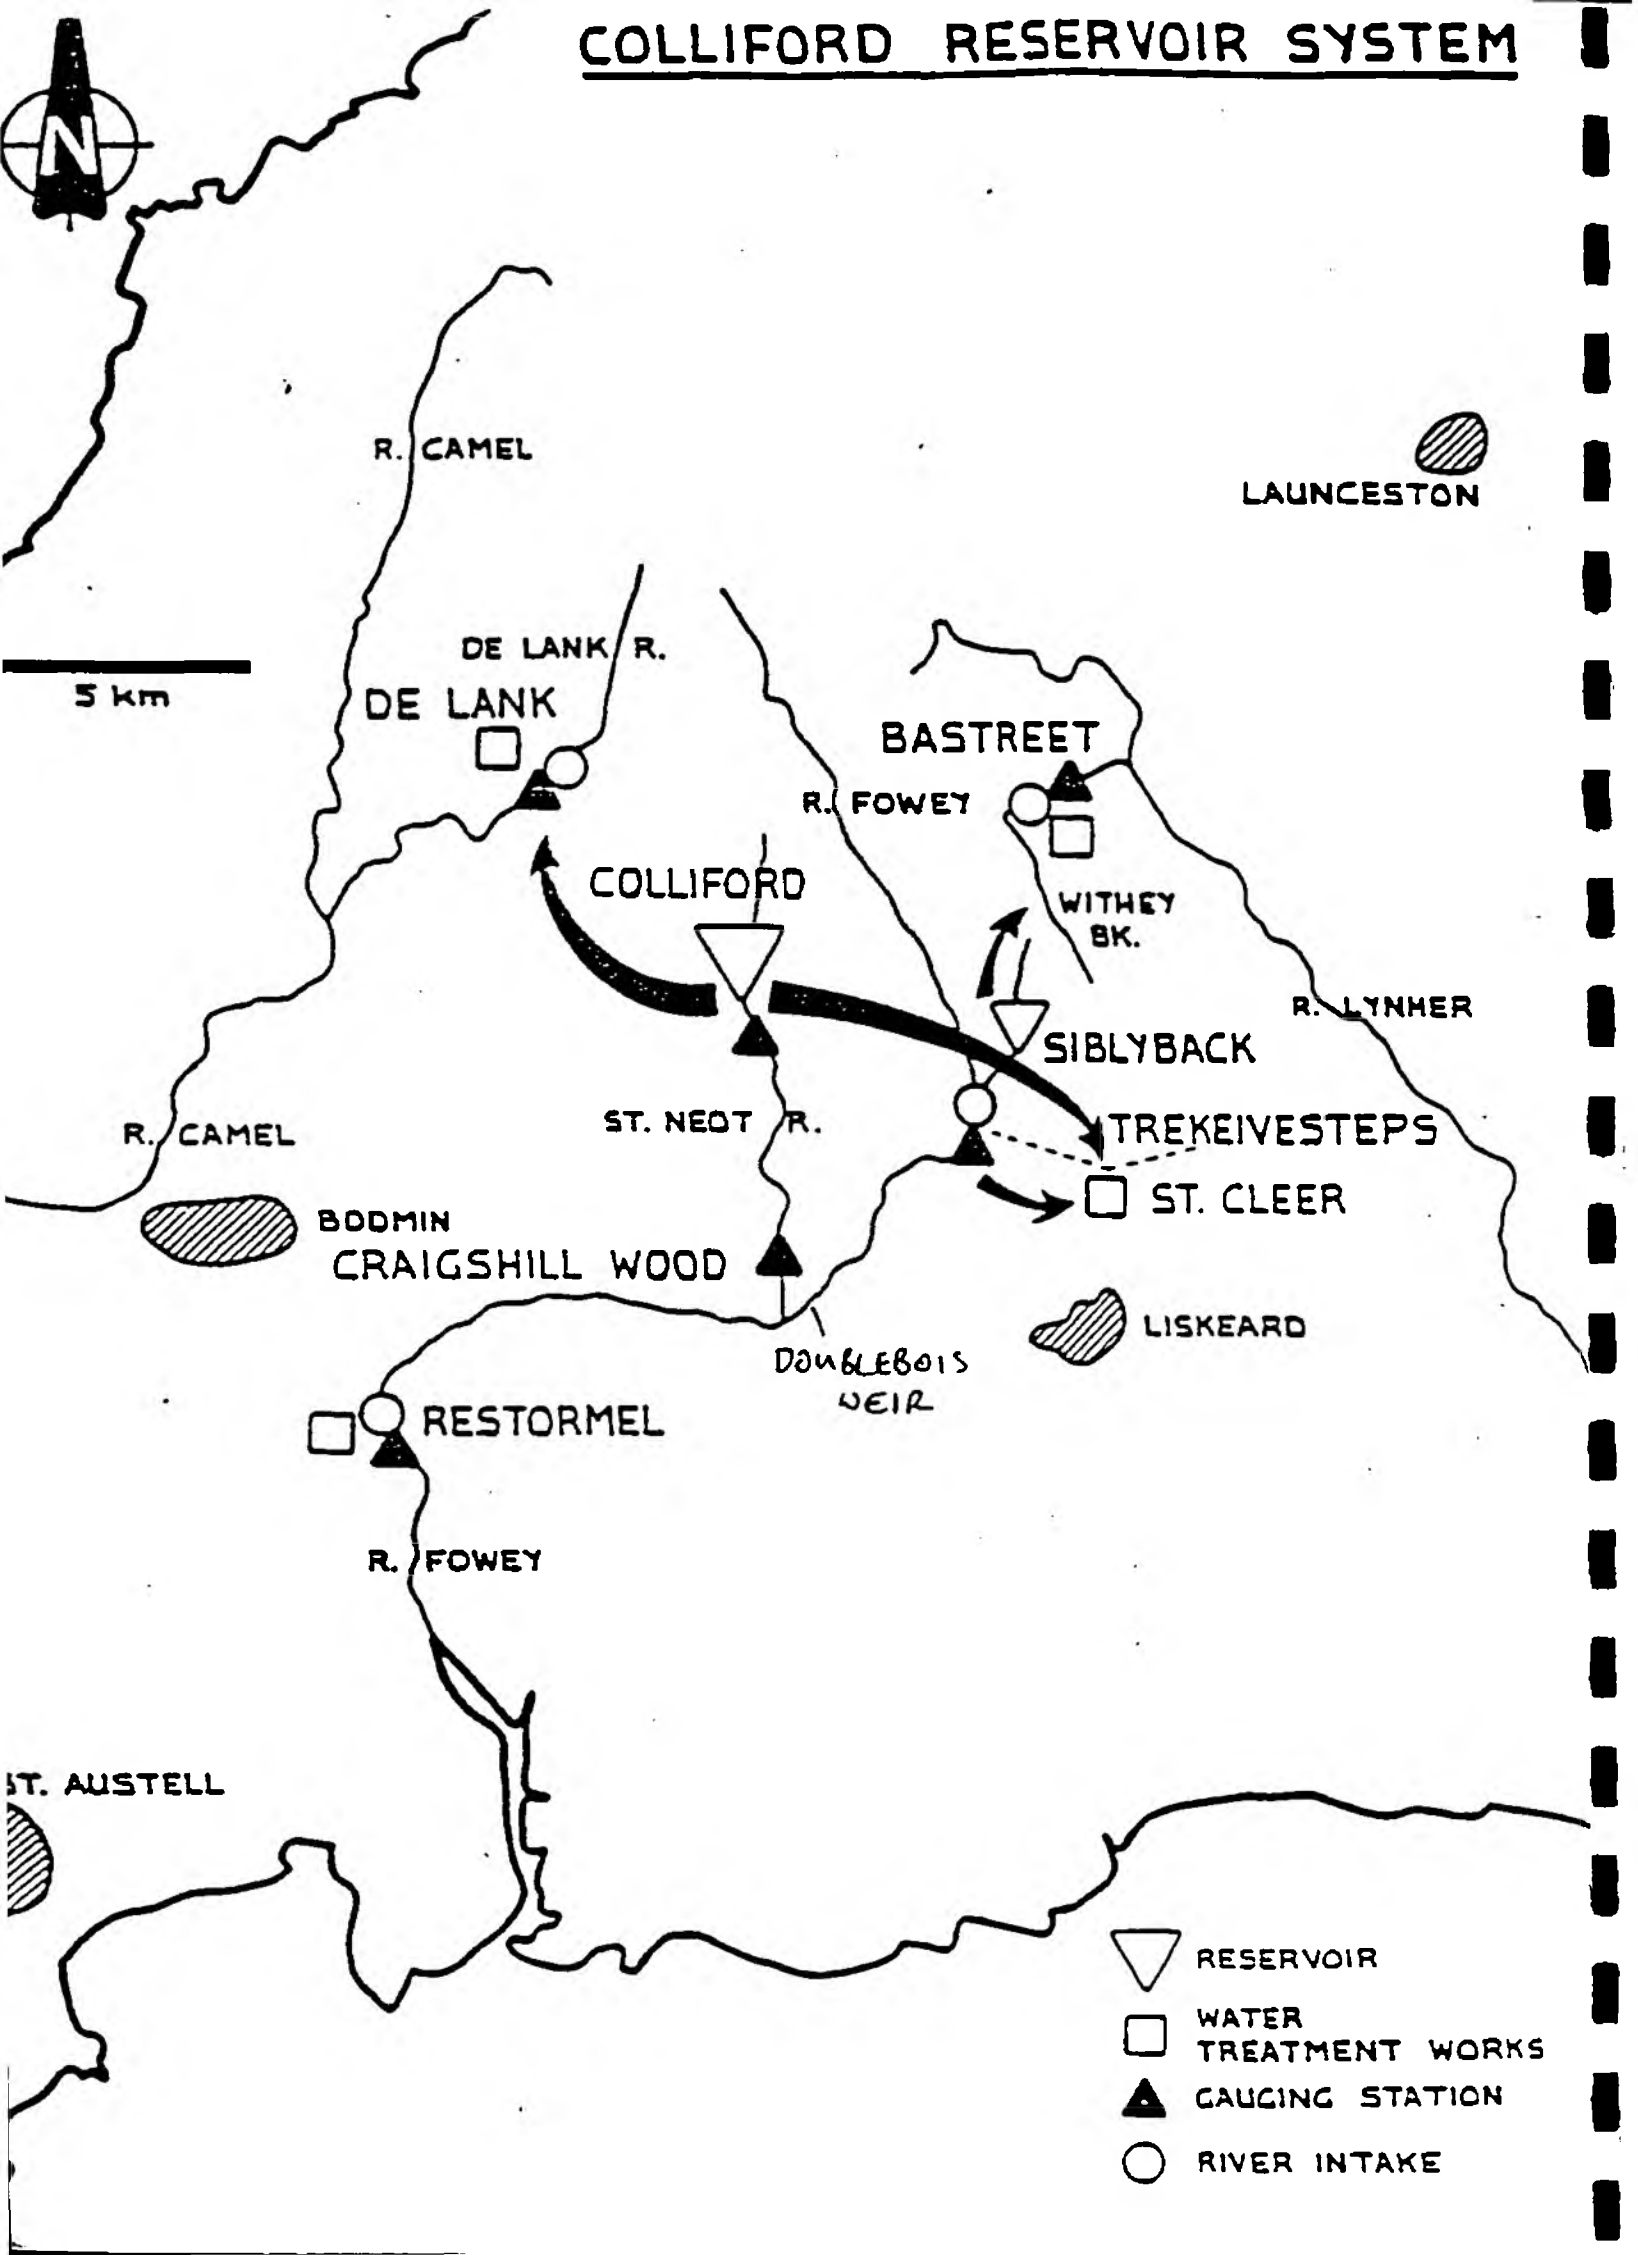 COLLIFORD RESERVOIR SYSTEM
N
R. CAMEL
LAUNCESTON
DE LANK R.
5 km
DE LANK
BASTREET
R. FOWEY
COLLIFORD
WITHEY
BK.
R. LYNHER
SIBLYBACK
ST. NEOT R.
TREKEIVESTEPS
R. CAMEL
ST. CLEER
BODMIN
CRAIGSHILL WOOD
LISKEARD
DOUBLEBOIS
WEIR
RESTORMEL
R. FOWEY
ST. AUSTELL
RESERVOIR
WATER
TREATMENT WORKS
GAUGING STATION
RIVER INTAKE